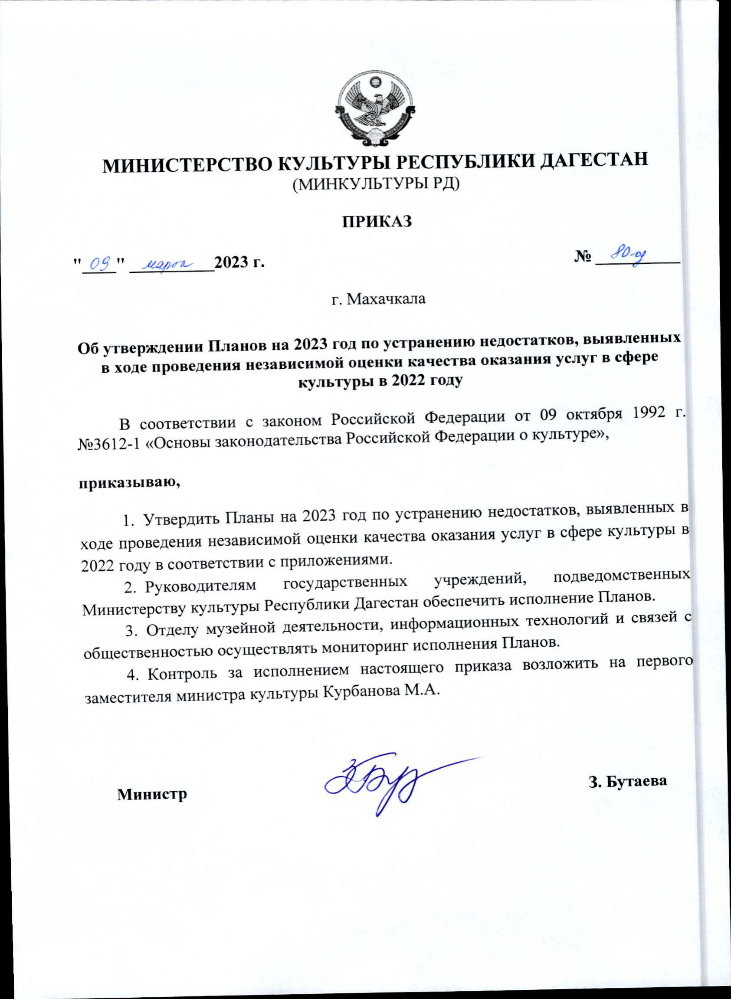 МИНИСТЕРСТВО КУЛЬТУРЫ РЕСПУБЛИКИ ДАГЕСТАН
(МИНКУЛЬТУРЫ РД)
ПРИКАЗ
"09" марта 2023 г. № 80-од
г. Махачкала
Об утверждении Планов на 2023 год по устранению недостатков, выявленных
в ходе проведения независимой оценки качества оказания услуг в сфере
культуры в 2022 году
В соответствии с законом Российской Федерации от 09 октября 1992 г.
№3612-1 «Основы законодательства Российской Федерации о культуре»,
приказываю,
1. Утвердить Планы на 2023 год по устранению недостатков, выявленных в
ходе проведения независимой оценки качества оказания услуг в сфере культуры в
2022 году в соответствии с приложениями.
2. Руководителям государственных учреждений, подведомственных
Министерству культуры Республики Дагестан обеспечить исполнение Планов.
3. Отделу музейной деятельности, информационных технологий и связей с
общественностью осуществлять мониторинг исполнения Планов.
4. Контроль за исполнением настоящего приказа возложить на первого
заместителя министра культуры Курбанова М.А.
Министр З. Бутаева